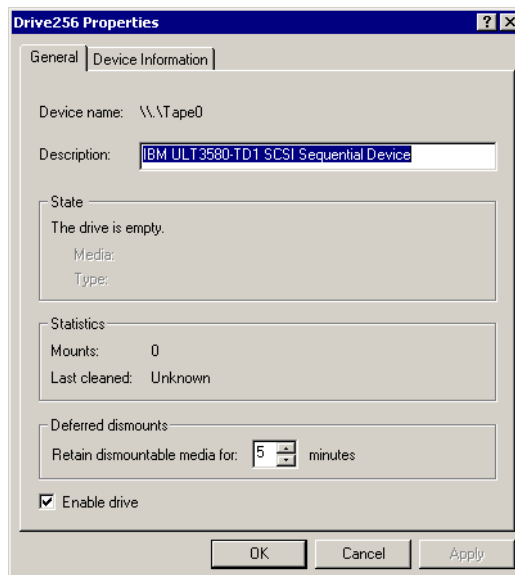 Drive256 Properties
General Device Information
Device name: \\.\Tape0
Description: IBM ULT3580-TD1 SCSI Sequential Device
State
The drive is empty.
Media:
Type:
Statistics
Mounts: 0
Last cleaned: Unknown
Deferred dismounts
Retain dismountable media for: 5 minutes
Enable drive
OK Cancel Apply